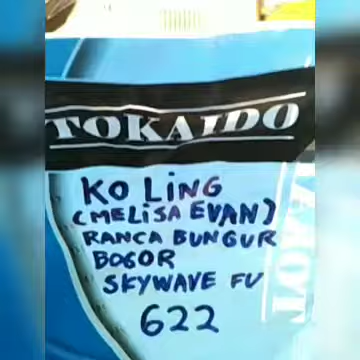 TOKAIDO
KO LiNG
(MELiSA EVAN)
RANCA BUNGUR
BOGOR
SKYWAVE FU
622